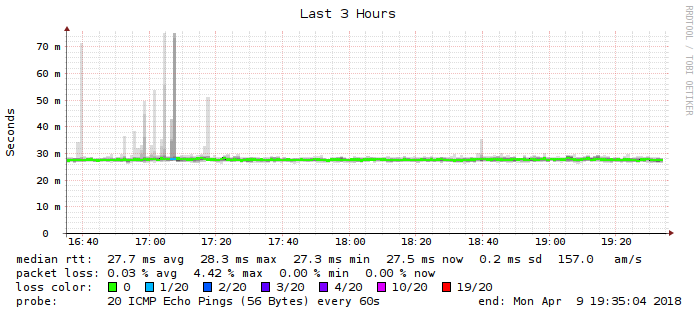 Last 3 Hours
RRDTOOL / TOBI OETIKER
Seconds
70 m
60 m
50 m
40 m
30 m
20 m
10 m
0
16:40 17:00 17:20 17:40 18:00 18:20 18:40 19:00 19:20
median rtt: 27.7 ms avg 28.3 ms max 27.3 ms min 27.5 ms now 0.2 ms sd 157.0 am/s
packet loss: 0.03 % avg 4.42 % max 0.00 % min 0.00 % now
loss color: 0 1/20 2/20 3/20 4/20 10/20 19/20
probe: 20 ICMP Echo Pings (56 Bytes) every 60s end: Mon Apr 9 19:35:04 2018